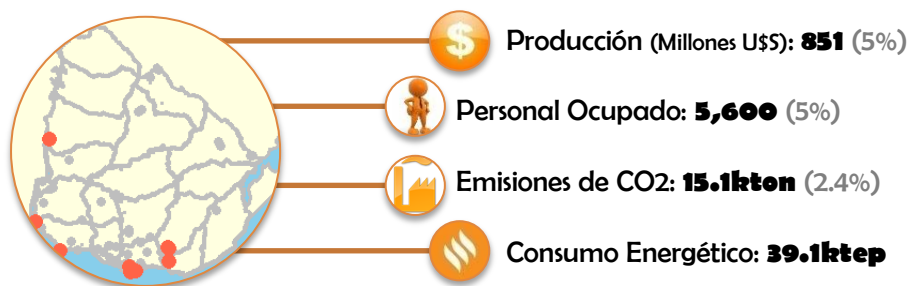 $
Producción (Millones U$S): 851 (5%)
Personal Ocupado: 5,600 (5%)
Emisiones de CO2: 15.1kton (2.4%)
Consumo Energético: 39.1ktep